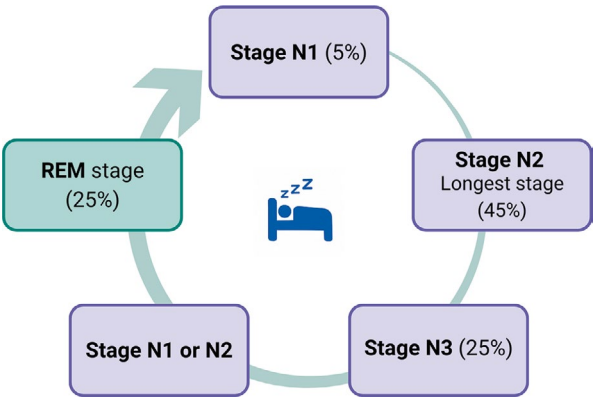 Stage N1 (5%)
Stage N2
Longest stage
(45%)
Stage N3 (25%)
Stage N1 or N2
REM stage
(25%)
z z z